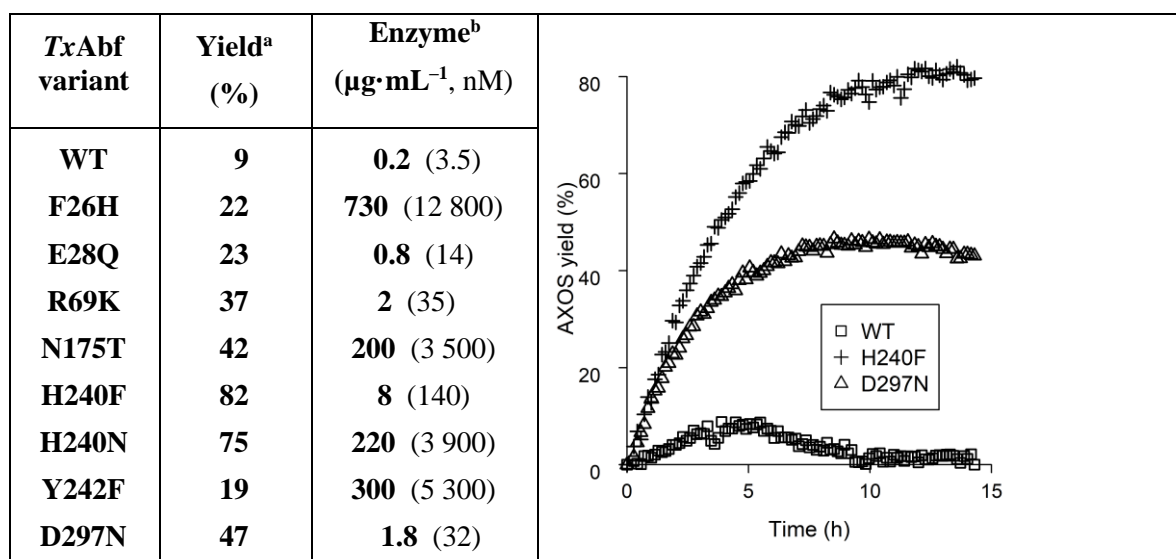 TxAbf variant Yieldᵃ (%) Enzymeᵇ (µg·mL⁻¹, nM)
WT 9 0.2 (3.5)
F26H 22 730 (12 800)
E28Q 23 0.8 (14)
R69K 37 2 (35)
N175T 42 200 (3 500)
H240F 82 8 (140)
H240N 75 220 (3 900)
Y242F 19 300 (5 300)
D297N 47 1.8 (32)
AXOS yield (%)
80
60
40
20
0
WT
H240F
D297N
0 5 10 15
Time (h)